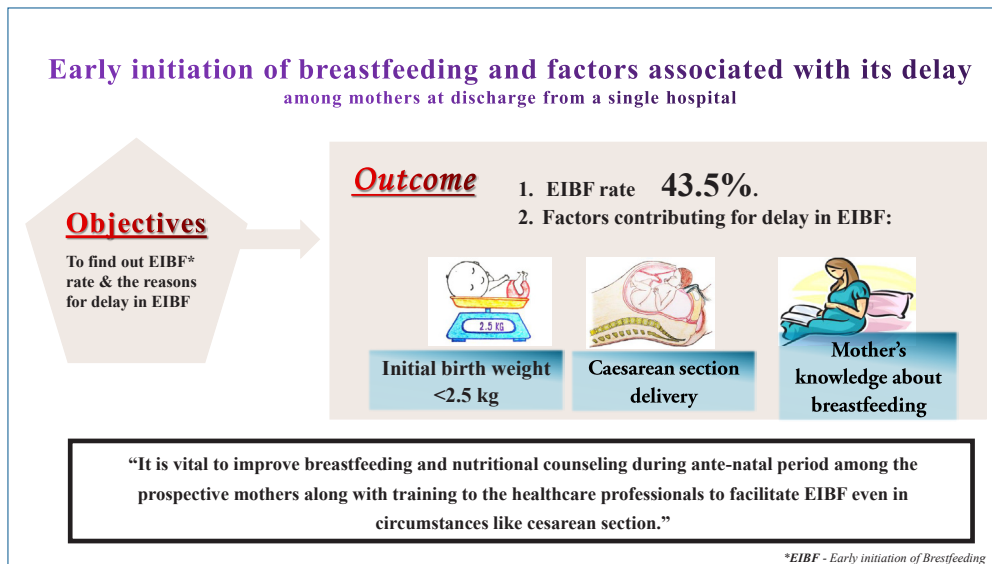 Early initiation of breastfeeding and factors associated with its delay
among mothers at discharge from a single hospital
Objectives
To find out EIBF*
rate & the reasons
for delay in EIBF
Outcome
1. EIBF rate 43.5%.
2. Factors contributing for delay in EIBF:
2.5 KG
Initial birth weight
<2.5 kg
Caesarean section
delivery
Mother's
knowledge about
breastfeeding
“It is vital to improve breastfeeding and nutritional counseling during ante-natal period among the
prospective mothers along with training to the healthcare professionals to facilitate EIBF even in
circumstances like cesarean section.”
*EIBF - Early initiation of Brestfeeding